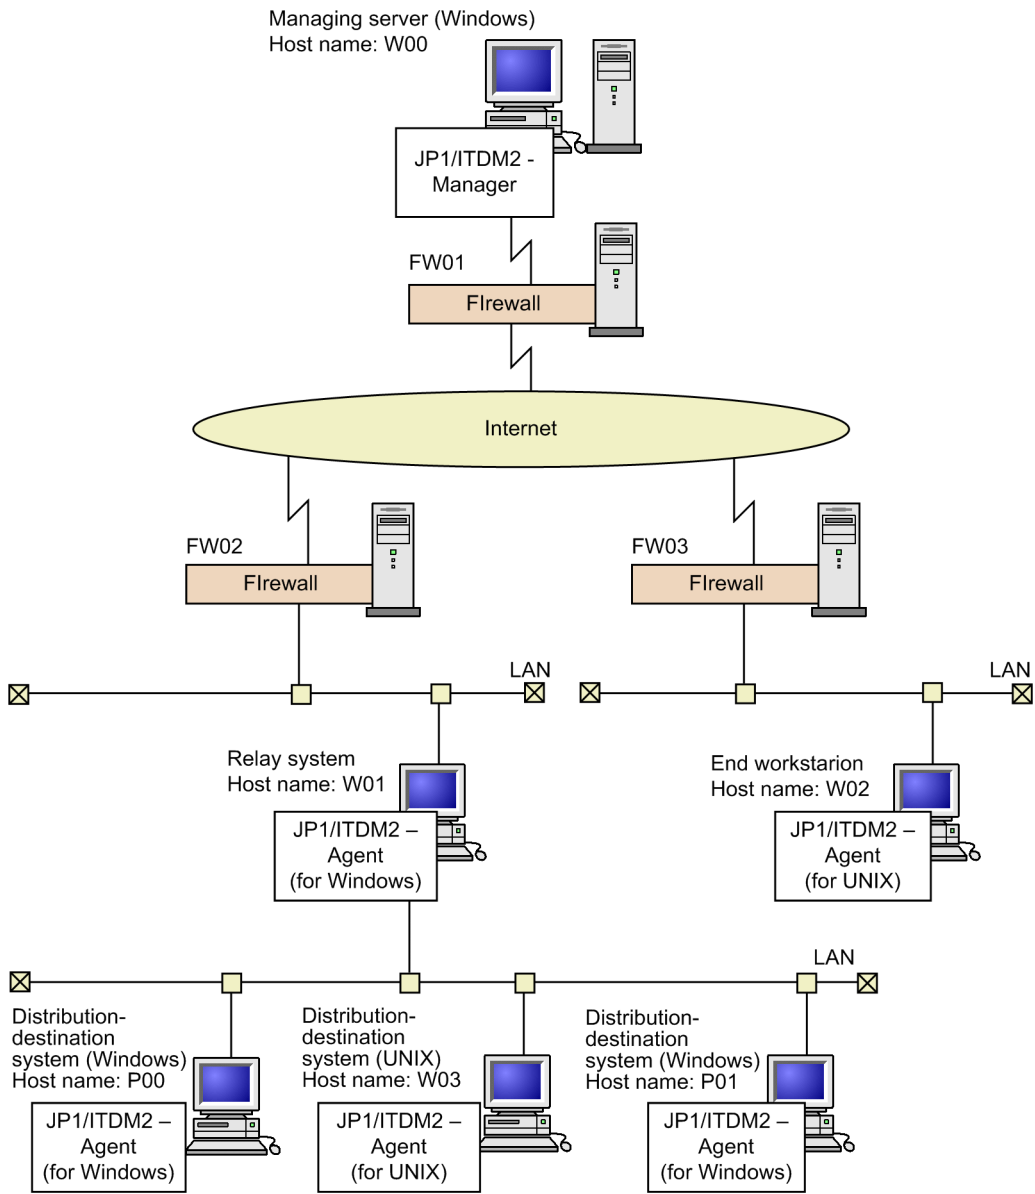 Managing server (Windows)
Host name: W00
JP1/ITDM2 -
Manager
FW01
FIrewall
Internet
FW02
FIrewall
FW03
FIrewall
LAN
LAN
Relay system
Host name: W01
JP1/ITDM2 –
Agent
(for Windows)
End workstarion
Host name: W02
JP1/ITDM2 –
Agent
(for UNIX)
LAN
Distribution-
destination
system (Windows)
Host name: P00
JP1/ITDM2 –
Agent
(for Windows)
Distribution-
destination
system (UNIX)
Host name: W03
JP1/ITDM2 –
Agent
(for UNIX)
Distribution-
destination
system (Windows)
Host name: P01
JP1/ITDM2 –
Agent
(for Windows)